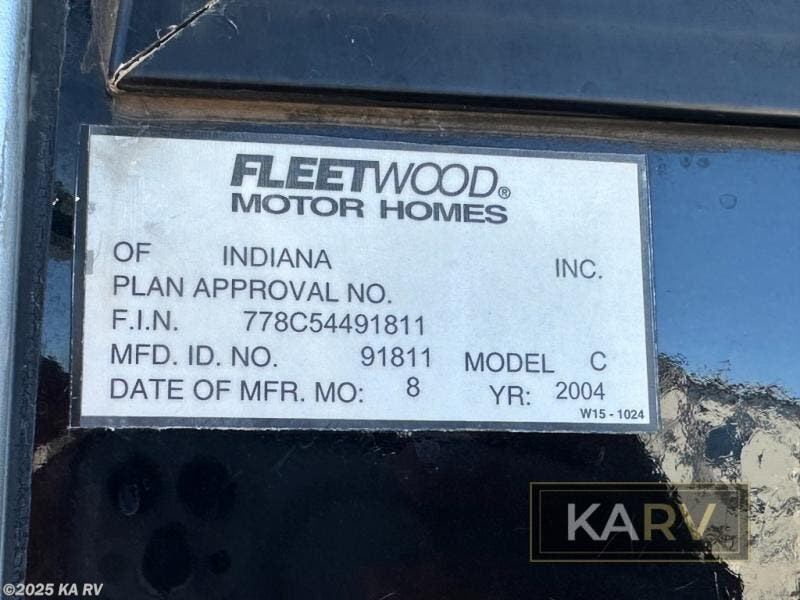 FLEETWOOD®
MOTOR HOMES
OF INDIANA INC.
PLAN APPROVAL NO.
F.I.N. 778C54491811
MFD. ID. NO. 91811 MODEL C
DATE OF MFR. MO: 8 YR: 2004
W15 - 1024
KARV
©2025 KA RV